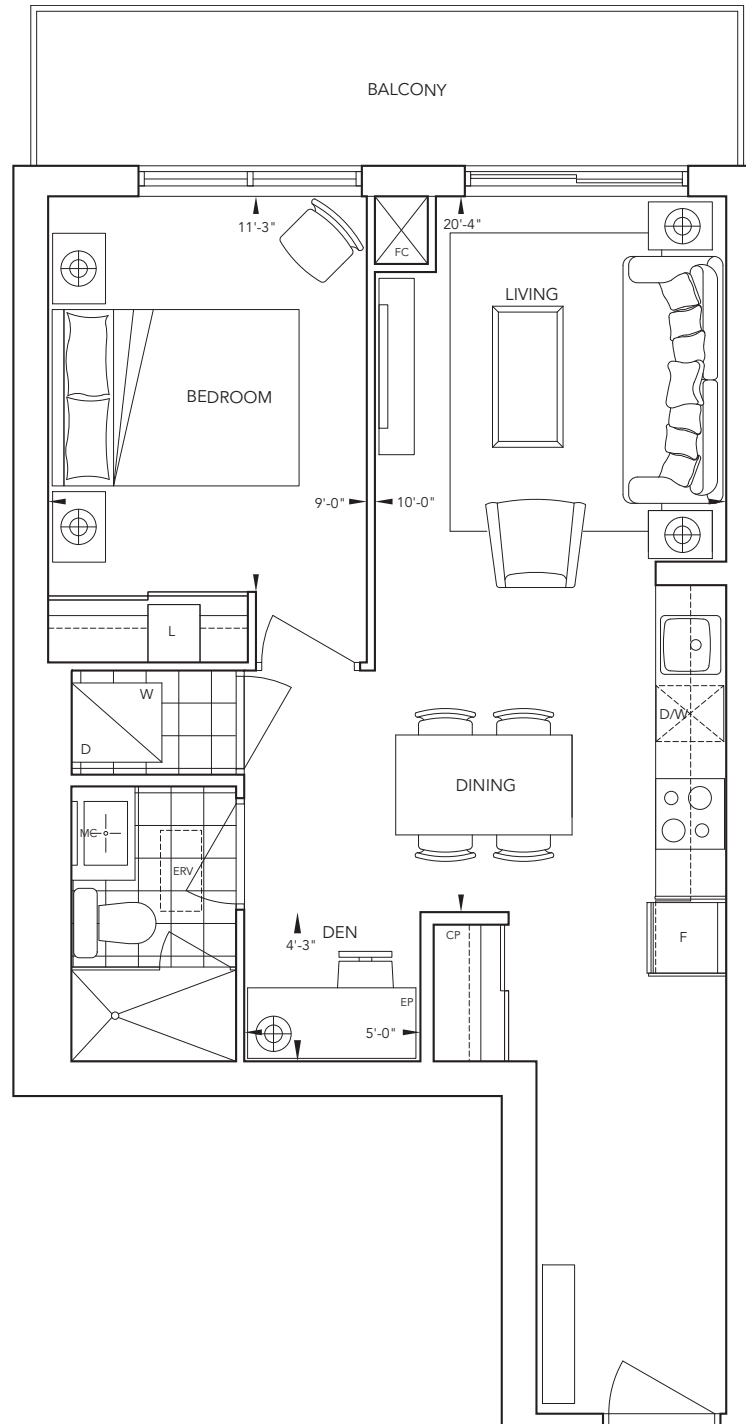 BALCONY
11'-3"
20'-4"
FC
LIVING
BEDROOM
9'-0"
10'-0"
L
W
D
D/W
DINING
MC
ERV
DEN
4'-3"
CP
F
EP
5'-0"